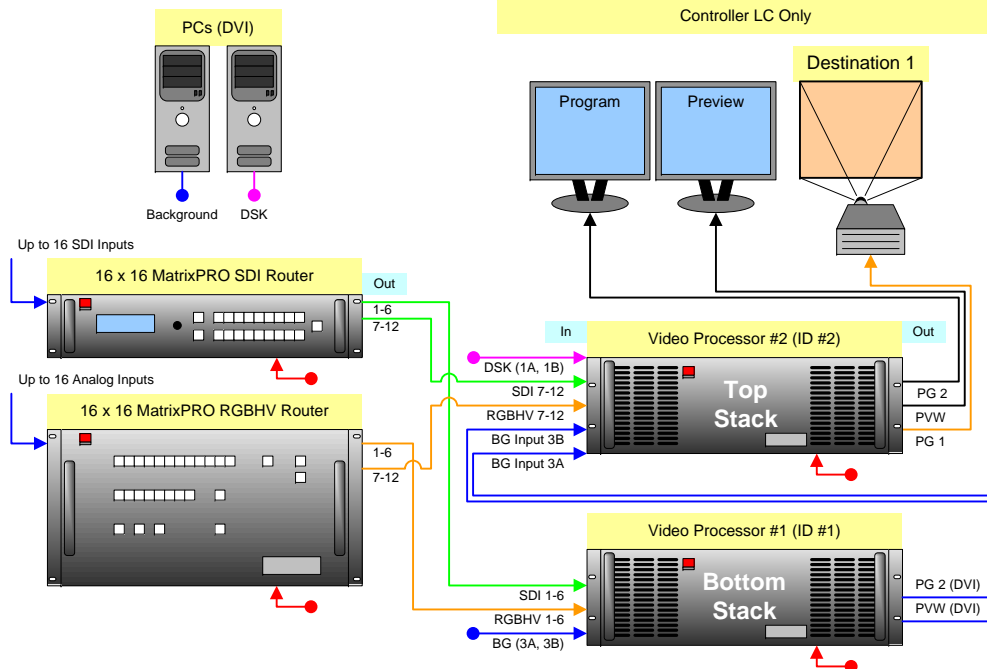 PCs (DVI)
Controller LC Only
Destination 1
Program
Preview
Background
DSK
Up to 16 SDI Inputs
16 x 16 MatrixPRO SDI Router
Out
1-6
7-12
In
Video Processor #2 (ID #2)
Out
DSK (1A, 1B)
SDI 7-12
RGBHV 7-12
BG Input 3B
BG Input 3A
Top
Stack
PG 2
PVW
PG 1
Up to 16 Analog Inputs
16 x 16 MatrixPRO RGBHV Router
1-6
7-12
Video Processor #1 (ID #1)
SDI 1-6
RGBHV 1-6
BG (3A, 3B)
Bottom
Stack
PG 2 (DVI)
PVW (DVI)